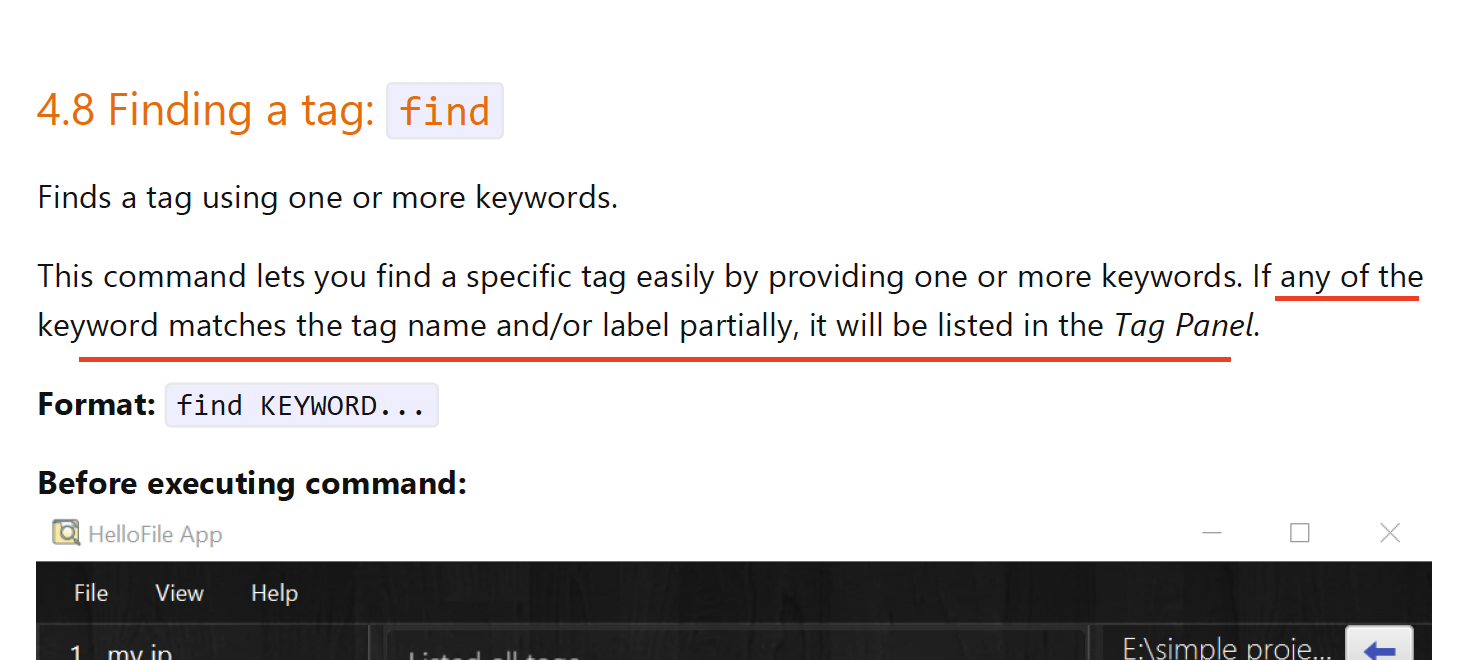 4.8 Finding a tag: find
Finds a tag using one or more keywords.
This command lets you find a specific tag easily by providing one or more keywords. If any of the
keyword matches the tag name and/or label partially, it will be listed in the Tag Panel.
Format: find KEYWORD...
Before executing command:
HelloFile App
File View Help
1 my ip
Listed all tags
E:\simple proje...